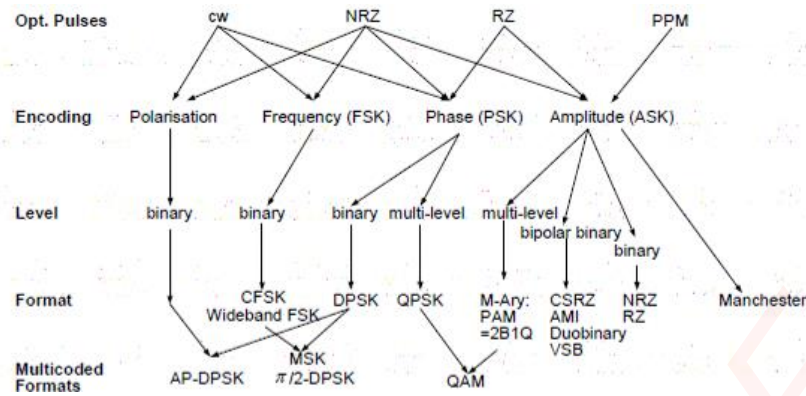 Opt. Pulses cw NRZ RZ PPM
Encoding Polarisation Frequency (FSK) Phase (PSK) Amplitude (ASK)
Level binary binary binary multi-level multi-level
bipolar binary
binary
Format CFSK DPSK QPSK M-Ary: CSRZ NRZ Manchester
Wideband FSK PAM AMI RZ
=2B1Q Duobinary
VSB
MSK
Multicoded
Formats AP-DPSK π/2-DPSK QAM